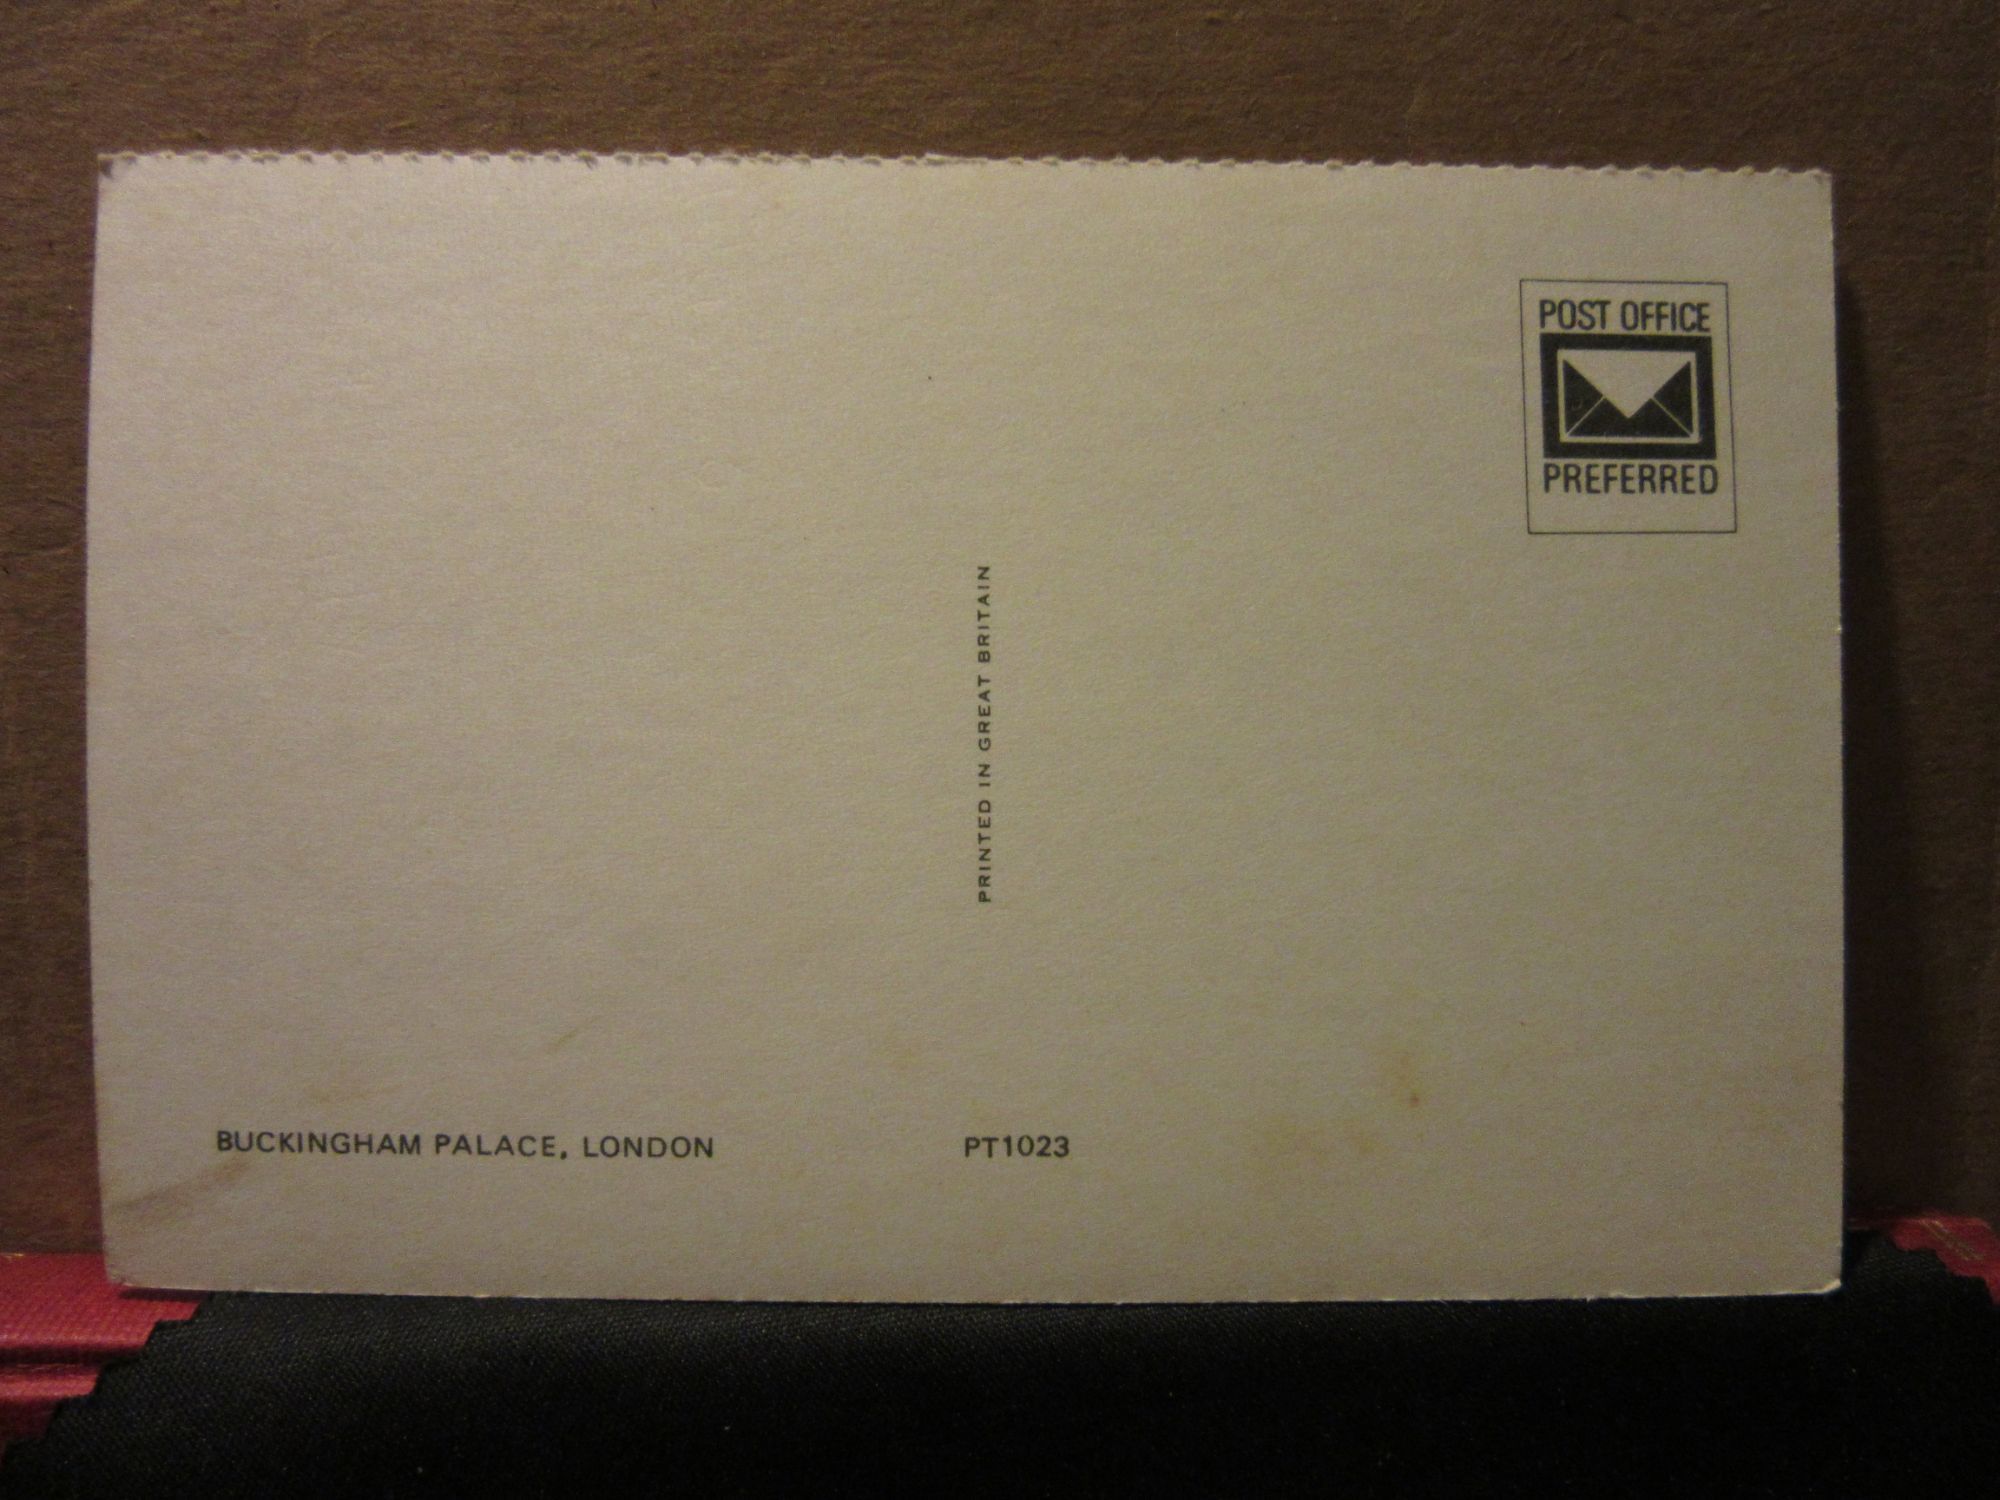 POST OFFICE
PREFERRED
PRINTED IN GREAT BRITAIN
BUCKINGHAM PALACE, LONDON
PT1023